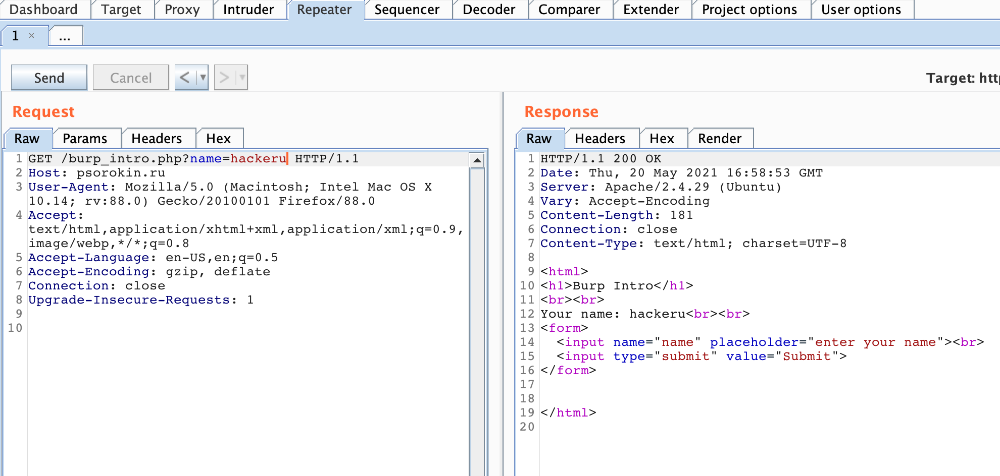 Dashboard Target Proxy Intruder Repeater Sequencer Decoder Comparer Extender Project options User options
1 × ...
Send Cancel < ▼ > ▼
Target: http
Request
Raw Params Headers Hex
1 GET /burp_intro.php?name=hackeru HTTP/1.1
2 Host: psorokin.ru
3 User-Agent: Mozilla/5.0 (Macintosh; Intel Mac OS X
10.14; rv:88.0) Gecko/20100101 Firefox/88.0
4 Accept:
text/html,application/xhtml+xml,application/xml;q=0.9,
image/webp,*/*;q=0.8
5 Accept-Language: en-US,en;q=0.5
6 Accept-Encoding: gzip, deflate
7 Connection: close
8 Upgrade-Insecure-Requests: 1
9
10
Response
Raw Headers Hex Render
1 HTTP/1.1 200 OK
2 Date: Thu, 20 May 2021 16:58:53 GMT
3 Server: Apache/2.4.29 (Ubuntu)
4 Vary: Accept-Encoding
5 Content-Length: 181
6 Connection: close
7 Content-Type: text/html; charset=UTF-8
8
9 <html>
10 <h1>Burp Intro</h1>
11 <br><br>
12 Your name: hackeru<br><br>
13 <form>
14   <input name="name" placeholder="enter your name"><br>
15   <input type="submit" value="Submit">
16 </form>
17
18
19 </html>
20